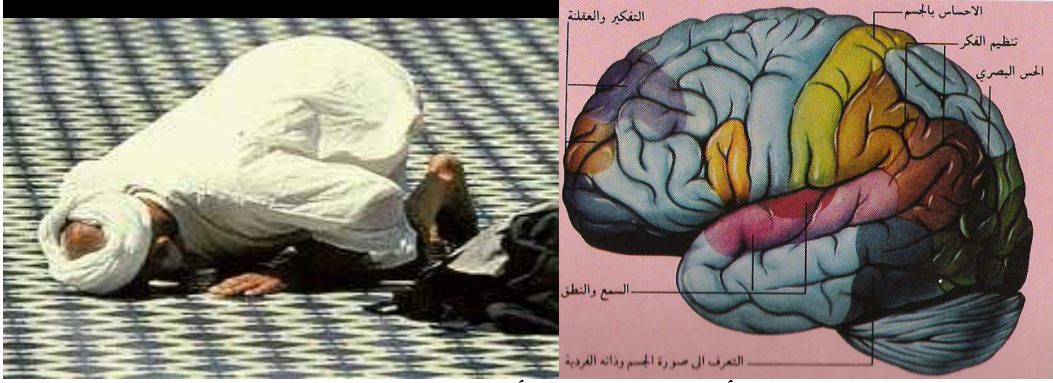 التفكير والعقلنة
الاحساس بالجسم
تنظيم الفكر
الحس البصري
السمع والنطق
التعرف الى صورة الجسم وذاته الفردية